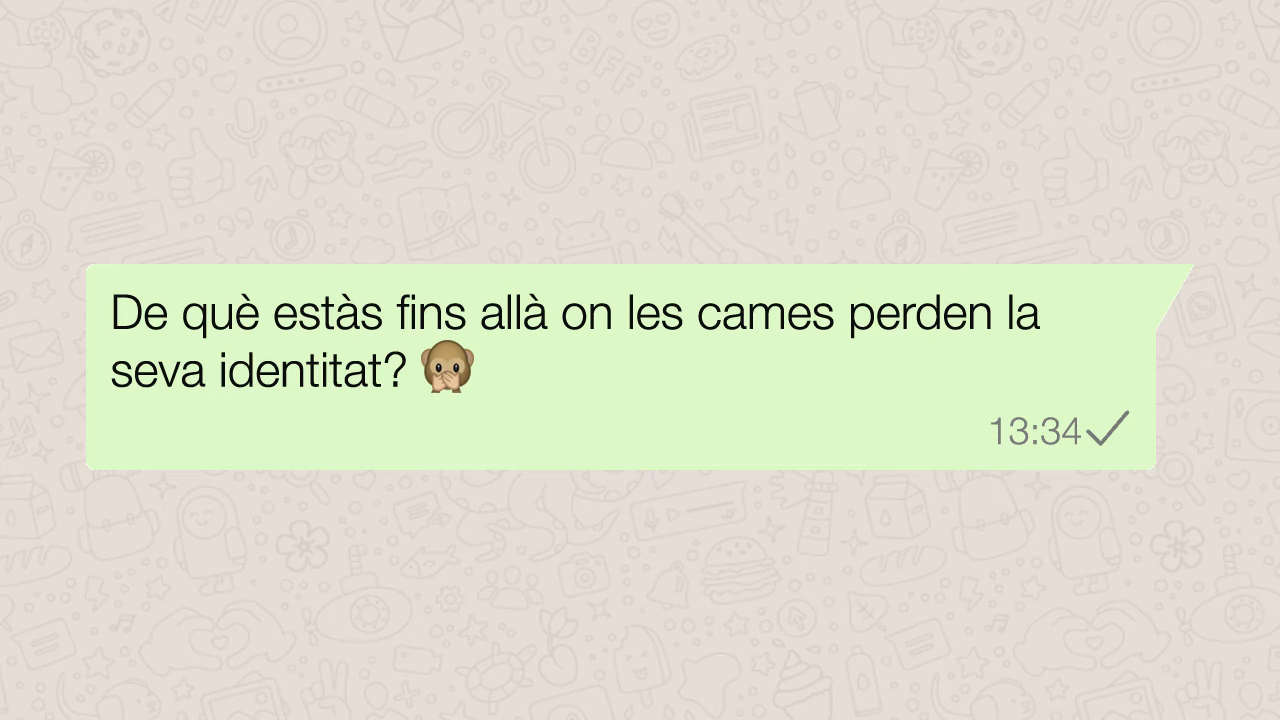 De què estàs fins allà on les cames perden la
seva identitat? 🙊
13:34